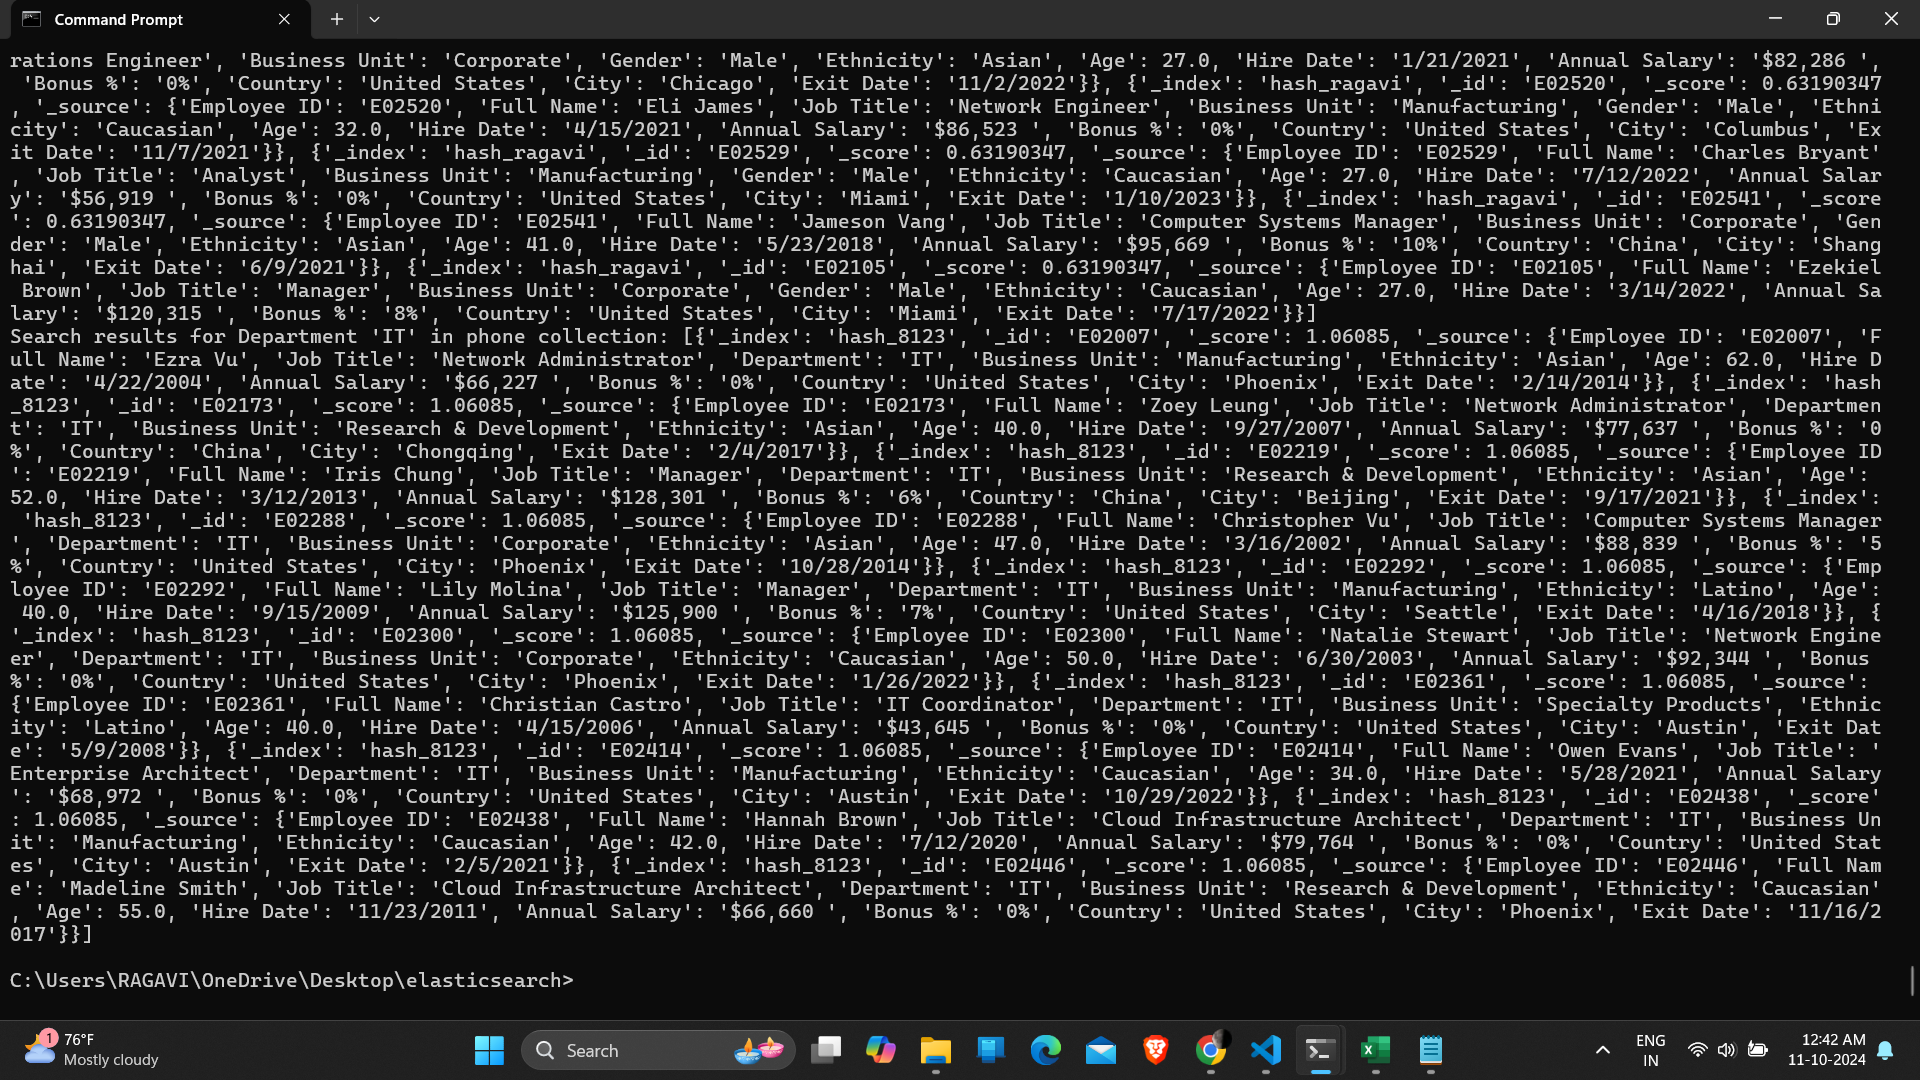 Command Prompt
rations Engineer', 'Business Unit': 'Corporate', 'Gender': 'Male', 'Ethnicity': 'Asian', 'Age': 27.0, 'Hire Date': '1/21/2021', 'Annual Salary': '$82,286 ',
'Bonus %': '0%', 'Country': 'United States', 'City': 'Chicago', 'Exit Date': '11/2/2022'}}, {'_index': 'hash_ragavi', '_id': 'E02520', '_score': 0.63190347
, '_source': {'Employee ID': 'E02520', 'Full Name': 'Eli James', 'Job Title': 'Network Engineer', 'Business Unit': 'Manufacturing', 'Gender': 'Male', 'Ethni
city': 'Caucasian', 'Age': 32.0, 'Hire Date': '4/15/2021', 'Annual Salary': '$86,523 ', 'Bonus %': '0%', 'Country': 'United States', 'City': 'Columbus', 'Ex
it Date': '11/7/2021'}}, {'_index': 'hash_ragavi', '_id': 'E02529', '_score': 0.63190347, '_source': {'Employee ID': 'E02529', 'Full Name': 'Charles Bryant'
, 'Job Title': 'Analyst', 'Business Unit': 'Manufacturing', 'Gender': 'Male', 'Ethnicity': 'Caucasian', 'Age': 27.0, 'Hire Date': '7/12/2022', 'Annual Salar
y': '$56,919 ', 'Bonus %': '0%', 'Country': 'United States', 'City': 'Miami', 'Exit Date': '1/10/2023'}}, {'_index': 'hash_ragavi', '_id': 'E02541', '_score
': 0.63190347, '_source': {'Employee ID': 'E02541', 'Full Name': 'Jameson Vang', 'Job Title': 'Computer Systems Manager', 'Business Unit': 'Corporate', 'Gen
der': 'Male', 'Ethnicity': 'Asian', 'Age': 41.0, 'Hire Date': '5/23/2018', 'Annual Salary': '$95,669 ', 'Bonus %': '10%', 'Country': 'China', 'City': 'Shang
hai', 'Exit Date': '6/9/2021'}}, {'_index': 'hash_ragavi', '_id': 'E02105', '_score': 0.63190347, '_source': {'Employee ID': 'E02105', 'Full Name': 'Ezekiel
Brown', 'Job Title': 'Manager', 'Business Unit': 'Corporate', 'Gender': 'Male', 'Ethnicity': 'Caucasian', 'Age': 27.0, 'Hire Date': '3/14/2022', 'Annual Sa
lary': '$120,315 ', 'Bonus %': '8%', 'Country': 'United States', 'City': 'Miami', 'Exit Date': '7/17/2022'}}]
Search results for Department 'IT' in phone collection: [{'_index': 'hash_8123', '_id': 'E02007', '_score': 1.06085, '_source': {'Employee ID': 'E02007', 'F
ull Name': 'Ezra Vu', 'Job Title': 'Network Administrator', 'Department': 'IT', 'Business Unit': 'Manufacturing', 'Ethnicity': 'Asian', 'Age': 62.0, 'Hire D
ate': '4/22/2004', 'Annual Salary': '$66,227 ', 'Bonus %': '0%', 'Country': 'United States', 'City': 'Phoenix', 'Exit Date': '2/14/2014'}}, {'_index': 'hash
_8123', '_id': 'E02173', '_score': 1.06085, '_source': {'Employee ID': 'E02173', 'Full Name': 'Zoey Leung', 'Job Title': 'Network Administrator', 'Departmen
t': 'IT', 'Business Unit': 'Research & Development', 'Ethnicity': 'Asian', 'Age': 40.0, 'Hire Date': '9/27/2007', 'Annual Salary': '$77,637 ', 'Bonus %': '0
%', 'Country': 'China', 'City': 'Chongqing', 'Exit Date': '2/4/2017'}}, {'_index': 'hash_8123', '_id': 'E02219', '_score': 1.06085, '_source': {'Employee ID
': 'E02219', 'Full Name': 'Iris Chung', 'Job Title': 'Manager', 'Department': 'IT', 'Business Unit': 'Research & Development', 'Ethnicity': 'Asian', 'Age':
52.0, 'Hire Date': '3/12/2013', 'Annual Salary': '$128,301 ', 'Bonus %': '6%', 'Country': 'China', 'City': 'Beijing', 'Exit Date': '9/17/2021'}}, {'_index':
'hash_8123', '_id': 'E02288', '_score': 1.06085, '_source': {'Employee ID': 'E02288', 'Full Name': 'Christopher Vu', 'Job Title': 'Computer Systems Manager
', 'Department': 'IT', 'Business Unit': 'Corporate', 'Ethnicity': 'Asian', 'Age': 47.0, 'Hire Date': '3/16/2002', 'Annual Salary': '$88,839 ', 'Bonus %': '5
%', 'Country': 'United States', 'City': 'Phoenix', 'Exit Date': '10/28/2014'}}, {'_index': 'hash_8123', '_id': 'E02292', '_score': 1.06085, '_source': {'Emp
loyee ID': 'E02292', 'Full Name': 'Lily Molina', 'Job Title': 'Manager', 'Department': 'IT', 'Business Unit': 'Manufacturing', 'Ethnicity': 'Latino', 'Age':
40.0, 'Hire Date': '9/15/2009', 'Annual Salary': '$125,900 ', 'Bonus %': '7%', 'Country': 'United States', 'City': 'Seattle', 'Exit Date': '4/16/2018'}}, {
'_index': 'hash_8123', '_id': 'E02300', '_score': 1.06085, '_source': {'Employee ID': 'E02300', 'Full Name': 'Natalie Stewart', 'Job Title': 'Network Engine
er', 'Department': 'IT', 'Business Unit': 'Corporate', 'Ethnicity': 'Caucasian', 'Age': 50.0, 'Hire Date': '6/30/2003', 'Annual Salary': '$92,344 ', 'Bonus
%': '0%', 'Country': 'United States', 'City': 'Phoenix', 'Exit Date': '1/26/2022'}}, {'_index': 'hash_8123', '_id': 'E02361', '_score': 1.06085, '_source':
{'Employee ID': 'E02361', 'Full Name': 'Christian Castro', 'Job Title': 'IT Coordinator', 'Department': 'IT', 'Business Unit': 'Specialty Products', 'Ethnic
ity': 'Latino', 'Age': 40.0, 'Hire Date': '4/15/2006', 'Annual Salary': '$43,645 ', 'Bonus %': '0%', 'Country': 'United States', 'City': 'Austin', 'Exit Dat
e': '5/9/2008'}}, {'_index': 'hash_8123', '_id': 'E02414', '_score': 1.06085, '_source': {'Employee ID': 'E02414', 'Full Name': 'Owen Evans', 'Job Title': '
Enterprise Architect', 'Department': 'IT', 'Business Unit': 'Manufacturing', 'Ethnicity': 'Caucasian', 'Age': 34.0, 'Hire Date': '5/28/2021', 'Annual Salary
': '$68,972 ', 'Bonus %': '0%', 'Country': 'United States', 'City': 'Austin', 'Exit Date': '10/29/2022'}}, {'_index': 'hash_8123', '_id': 'E02438', '_score'
: 1.06085, '_source': {'Employee ID': 'E02438', 'Full Name': 'Hannah Brown', 'Job Title': 'Cloud Infrastructure Architect', 'Department': 'IT', 'Business Un
it': 'Manufacturing', 'Ethnicity': 'Caucasian', 'Age': 42.0, 'Hire Date': '7/12/2020', 'Annual Salary': '$79,764 ', 'Bonus %': '0%', 'Country': 'United Stat
es', 'City': 'Austin', 'Exit Date': '2/5/2021'}}, {'_index': 'hash_8123', '_id': 'E02446', '_score': 1.06085, '_source': {'Employee ID': 'E02446', 'Full Nam
e': 'Madeline Smith', 'Job Title': 'Cloud Infrastructure Architect', 'Department': 'IT', 'Business Unit': 'Research & Development', 'Ethnicity': 'Caucasian'
, 'Age': 55.0, 'Hire Date': '11/23/2011', 'Annual Salary': '$66,660 ', 'Bonus %': '0%', 'Country': 'United States', 'City': 'Phoenix', 'Exit Date': '11/16/2
017'}}]
C:\Users\RAGAVI\OneDrive\Desktop\elasticsearch>
1
76°F
Mostly cloudy
Search
ENG
IN
12:42 AM
11-10-2024